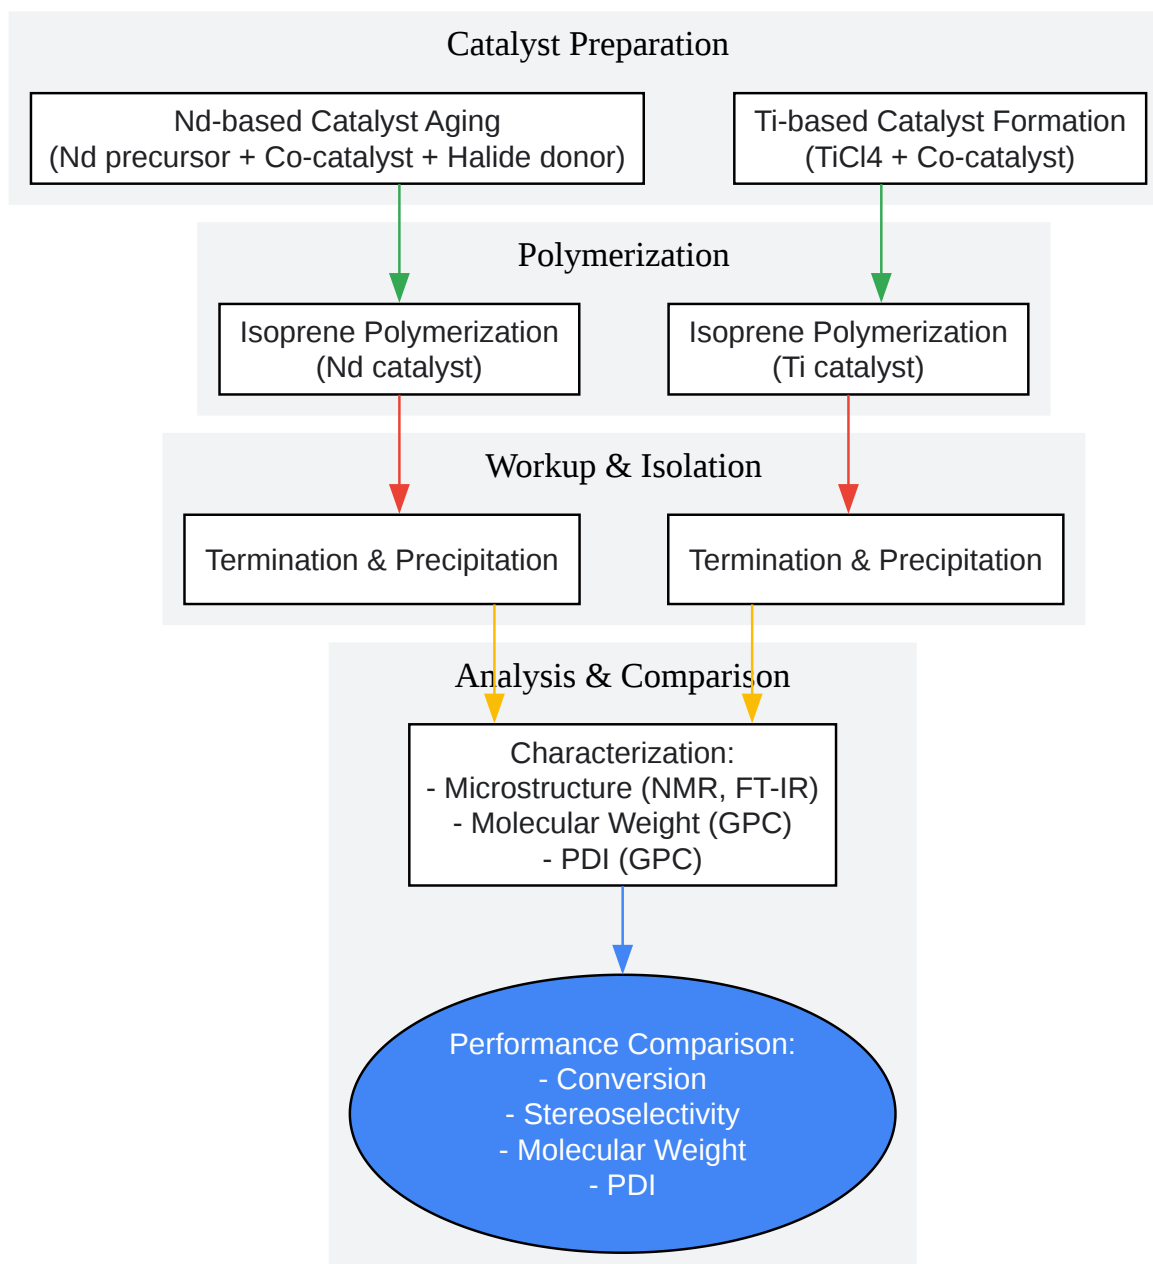 Catalyst Preparation
Nd-based Catalyst Aging
(Nd precursor + Co-catalyst + Halide donor)
Ti-based Catalyst Formation
(TiCl4 + Co-catalyst)
Polymerization
Isoprene Polymerization
(Nd catalyst)
Isoprene Polymerization
(Ti catalyst)
Workup & Isolation
Termination & Precipitation
Termination & Precipitation
Analysis & Comparison
Characterization:
- Microstructure (NMR, FT-IR)
- Molecular Weight (GPC)
- PDI (GPC)
Performance Comparison:
- Conversion
- Stereoselectivity
- Molecular Weight
- PDI